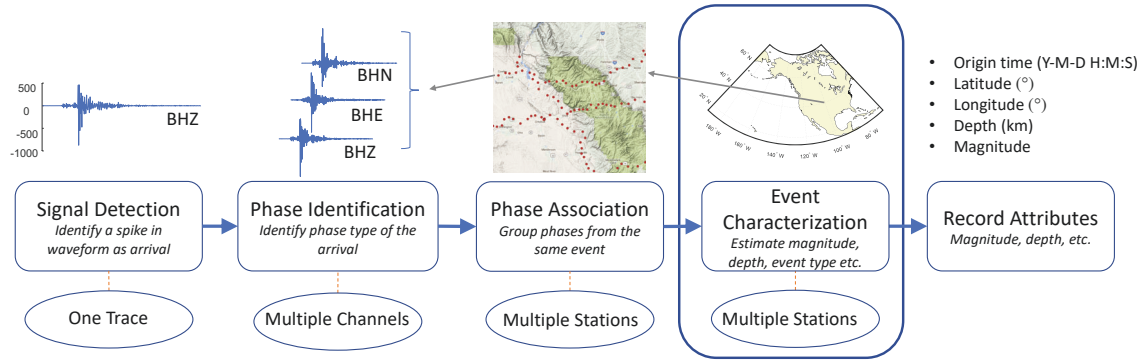 500
0
-500
-1000
BHZ
BHN
BHE
BHZ
60° N
40° N
20° N
180° W
160° W
140° W
120° W
100° W
80° W
• Origin time (Y-M-D H:M:S)
• Latitude (°)
• Longitude (°)
• Depth (km)
• Magnitude
Signal Detection
Identify a spike in
waveform as arrival
Phase Identification
Identify phase type of the
arrival
Phase Association
Group phases from the
same event
Event
Characterization
Estimate magnitude,
depth, event type etc.
Record Attributes
Magnitude, depth, etc.
One Trace
Multiple Channels
Multiple Stations
Multiple Stations